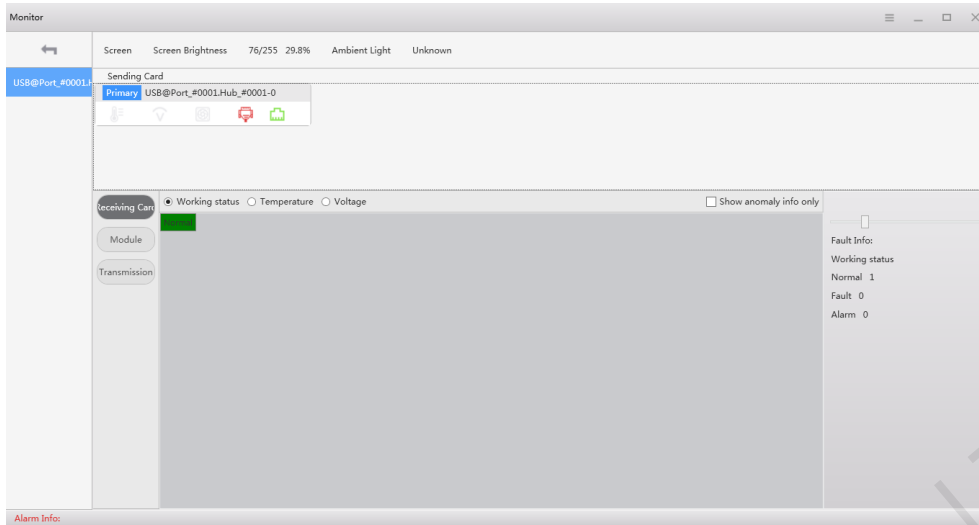 Monitor
Screen Screen Brightness 76/255 29.8% Ambient Light Unknown
USB@Port_#0001.H
Sending Card
Primary USB@Port_#0001.Hub_#0001-0
Receiving Card
Working status Temperature Voltage Show anomaly info only
Normal
Module
Transmission
Fault Info:
Working status
Normal 1
Fault 0
Alarm 0
Alarm Info: